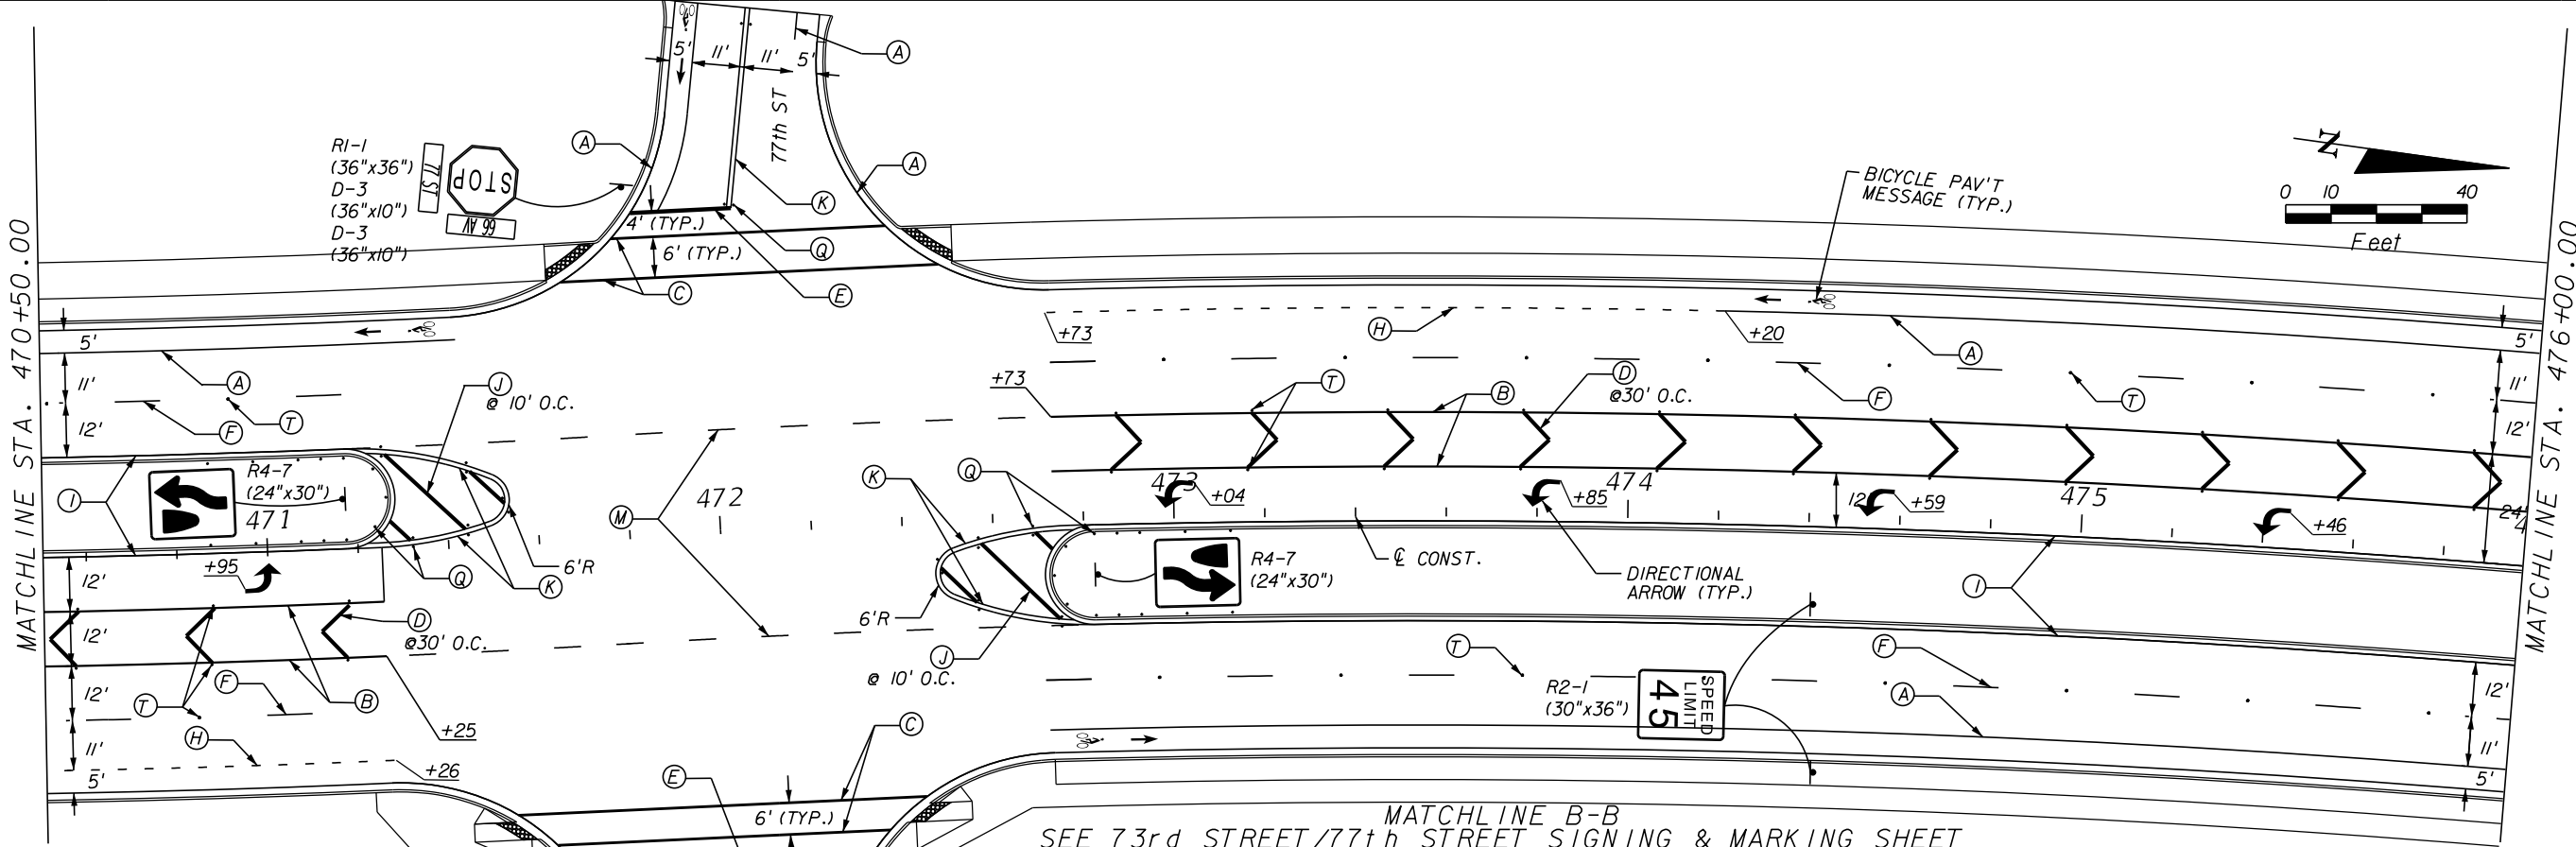 MATCHLINE STA. 470+50.00
5'
11'
11'
5'
A
77th ST
R1-1
(36"x36")
D-3
(36"x10")
D-3
(36"x10")
77 ST
STOP
66 AV
A
A
K
Q
E
C
4' (TYP.)
6' (TYP.)
BICYCLE PAV'T
MESSAGE (TYP.)
N
0 10 40
Feet
MATCHLINE STA. 476+00.00
5'
11'
12'
A
F
T
J
@ 10' O.C.
+73
+73
H
+20
A
T
B
D
@30' O.C.
F
T
5'
11'
12'
24'
I
R4-7
(24"x30")
471
M
472
K
Q
473
+04
+85
474
12'
+59
475
+46
4
6'R
Q
K
12'
+95
12'
D
@30' O.C.
12'
T
F
B
+25
H
11'
5'
+26
6'R
J
@ 10' O.C.
R4-7
(24"x30")
℄ CONST.
DIRECTIONAL
ARROW (TYP.)
I
T
R2-1
(30"x36")
SPEED
LIMIT
45
F
A
12'
11'
5'
C
E
6' (TYP.)
MATCHLINE B-B
SEE 73rd STREET/77th STREET SIGNING & MARKING SHEET